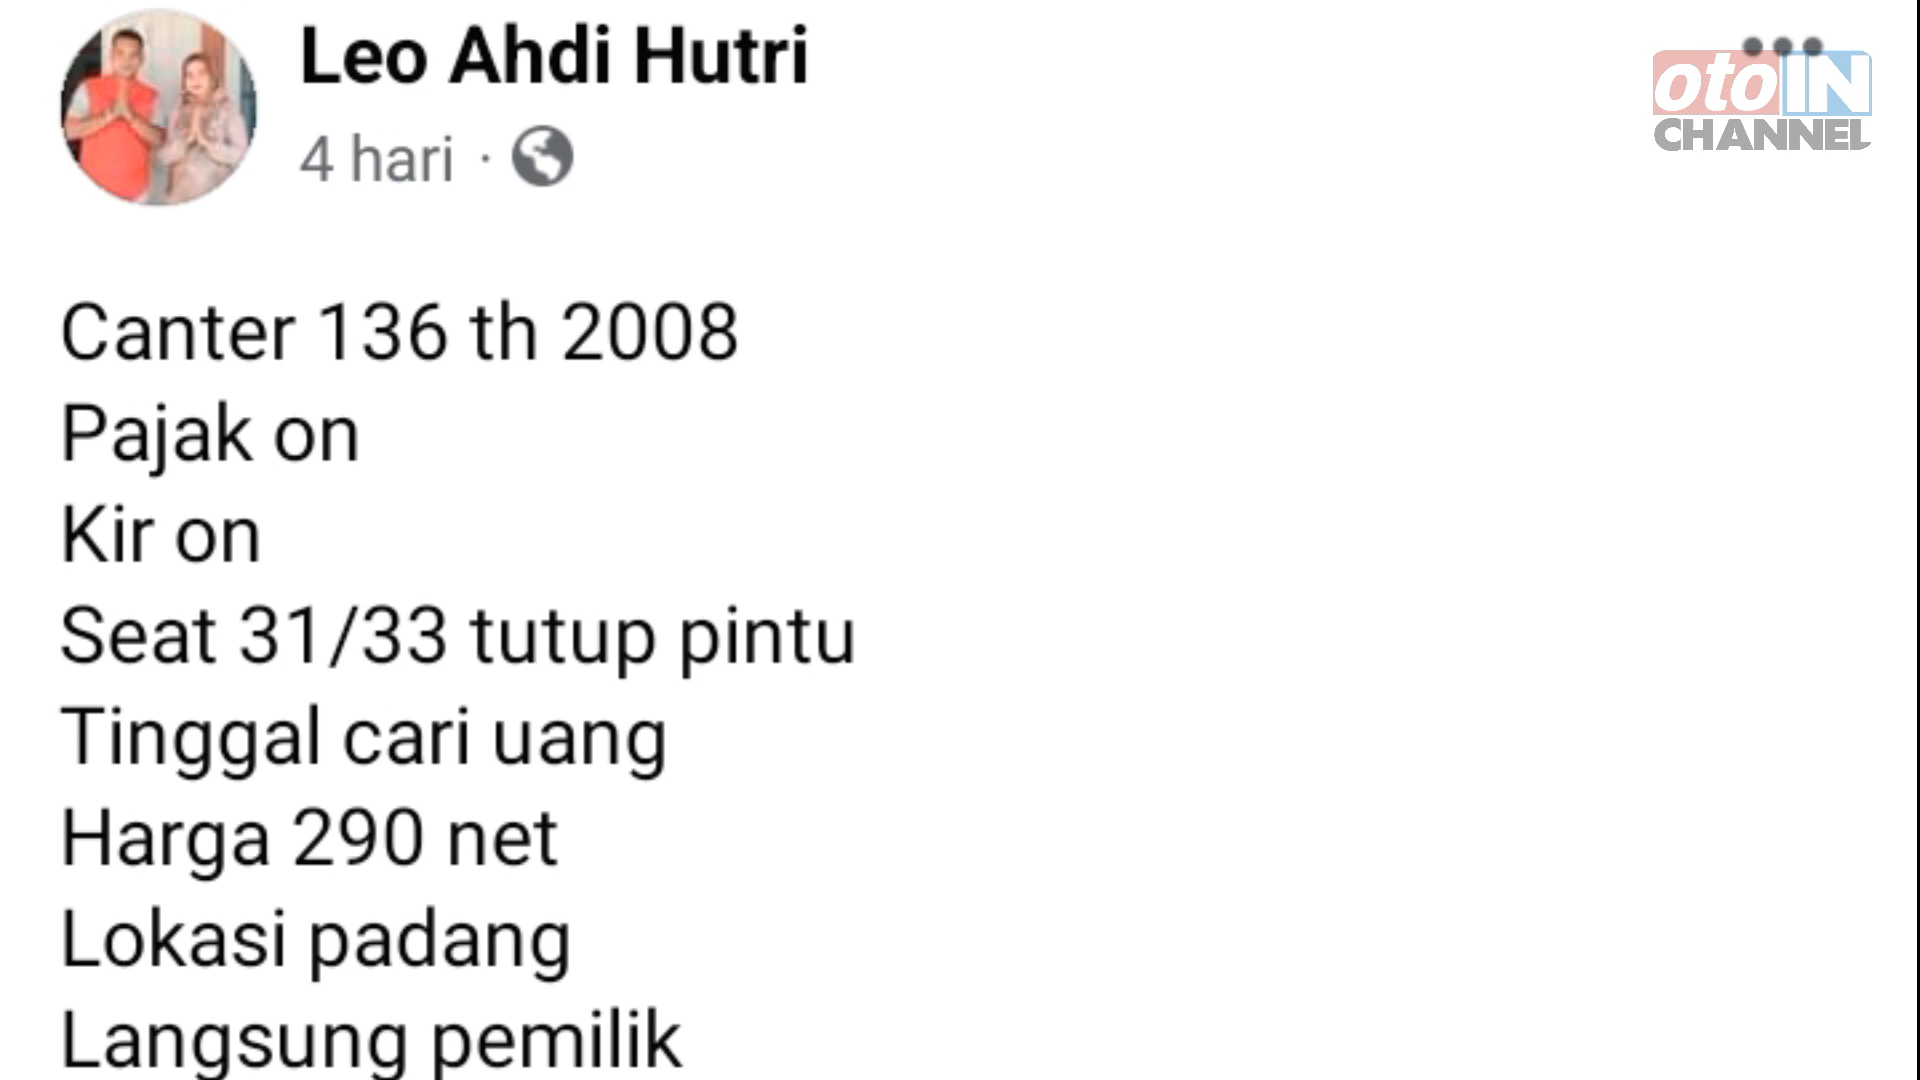 Leo Ahdi Hutri
4 hari ·
otoIN
CHANNEL
Canter 136 th 2008
Pajak on
Kir on
Seat 31/33 tutup pintu
Tinggal cari uang
Harga 290 net
Lokasi padang
Langsung pemilik